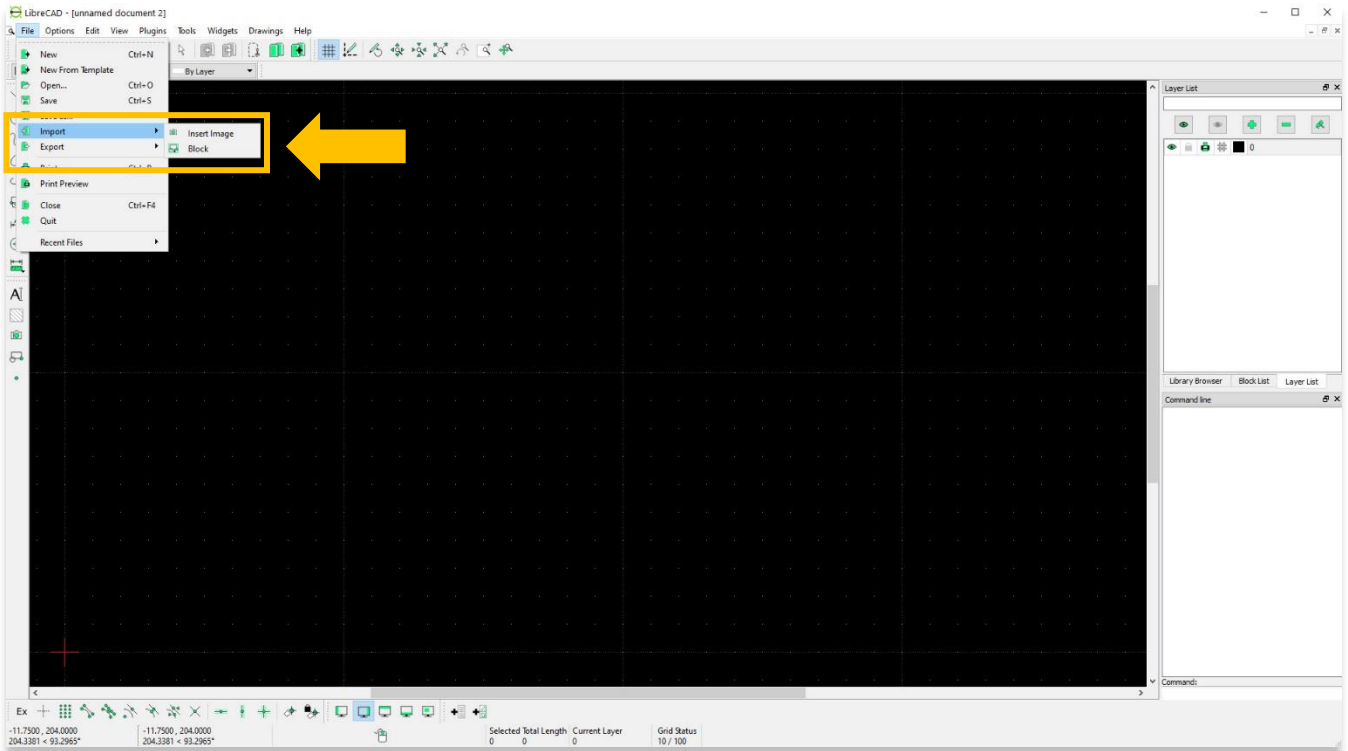 LibreCAD - [unnamed document 2]
File Options Edit View Plugins Tools Widgets Drawings Help
New Ctrl+N
New From Template
By Layer
Open... Ctrl+O
Save Ctrl+S
Import
Insert Image
Export
Block
Print Preview
Close Ctrl+F4
Quit
Recent Files
A
Layer List
0
Library Browser Block List Layer List
Command line
Command:
Ex
-11.7500 , 204.0000 -11.7500 , 204.0000 Selected Total Length Current Layer Grid Status
204.3381 < 93.2965° 204.3381 < 93.2965° 0 0 0 10 / 100